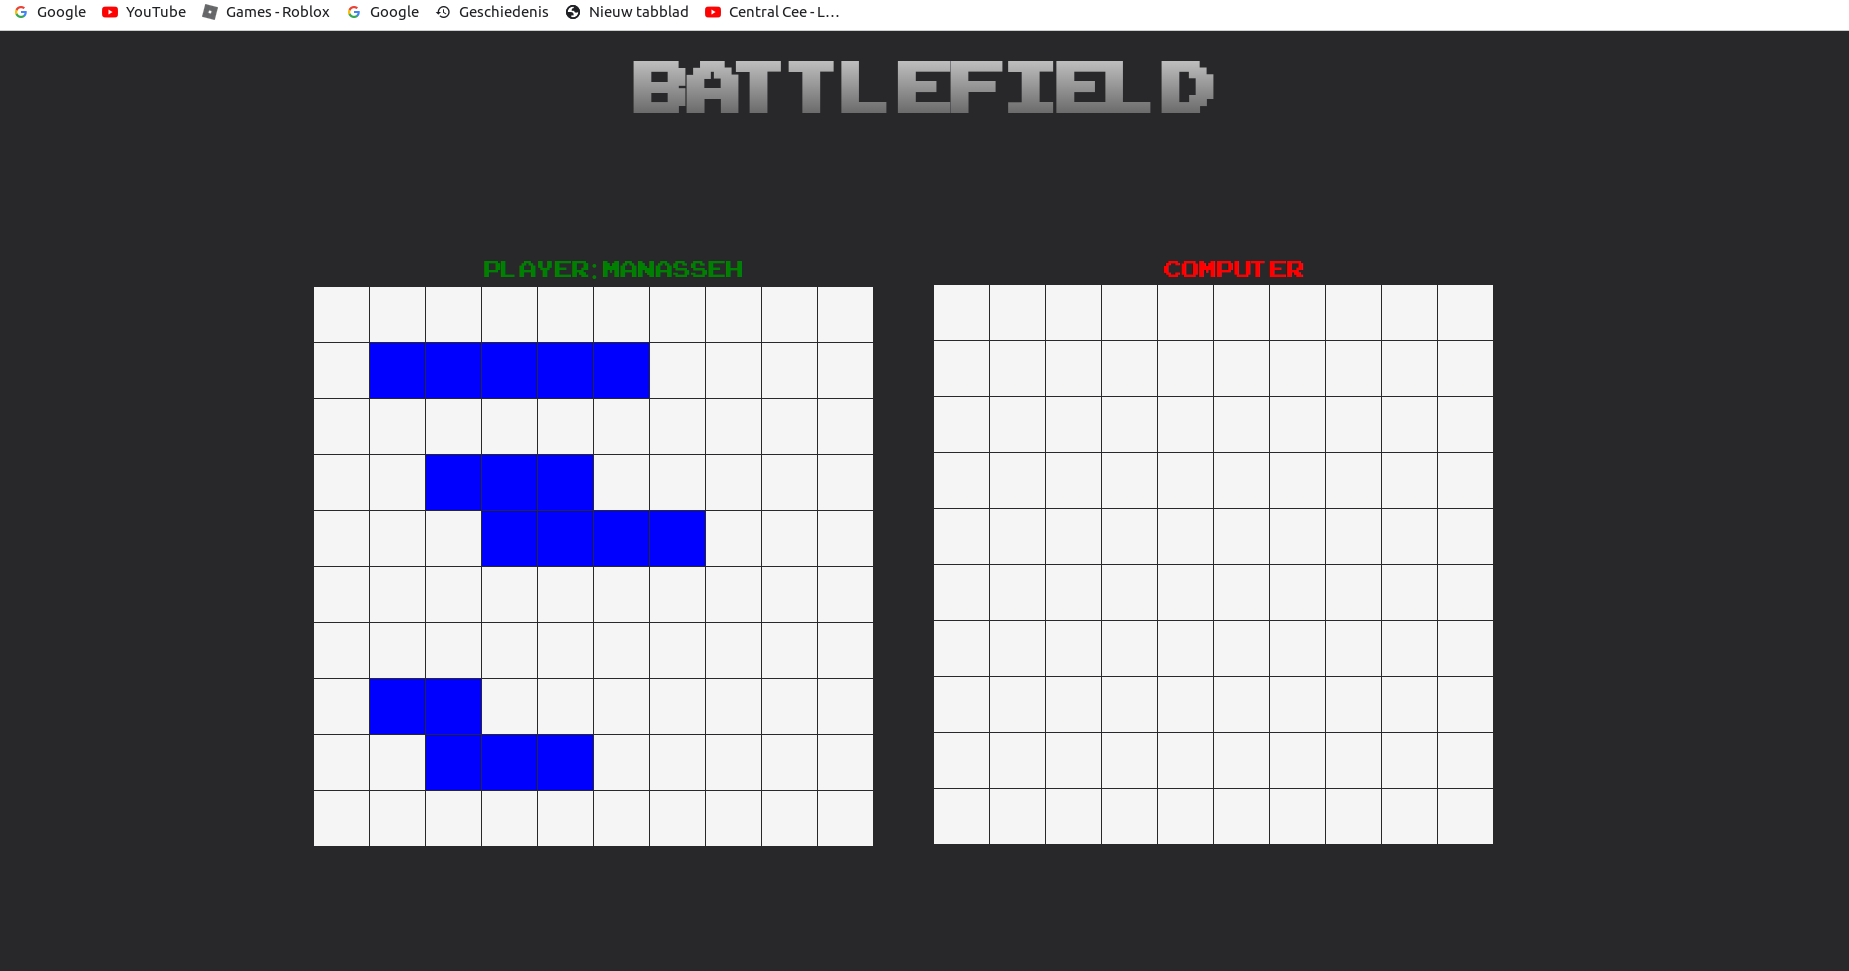 Google YouTube Games - Roblox Google Geschiedenis Nieuw tabblad Central Cee - L…
BATTLEFIELD
PLAYER:MANASSEH COMPUTER